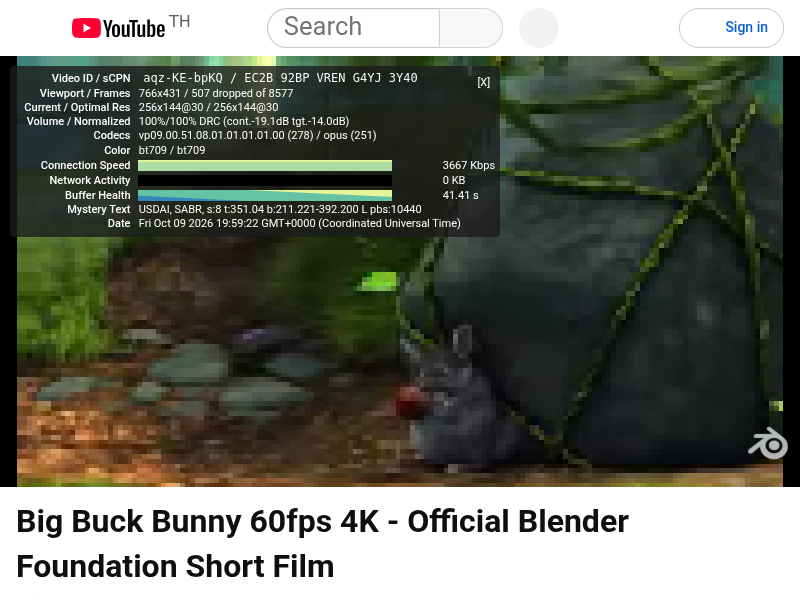 YouTube TH
Search
Sign in
Video ID / sCPN aqz-KE-bpKQ / EC2B 92BP VREN G4YJ 3Y40
[X]
Viewport / Frames 766x431 / 507 dropped of 8577
Current / Optimal Res 256x144@30 / 256x144@30
Volume / Normalized 100%/100% DRC (cont.-19.1dB tgt.-14.0dB)
Codecs vp09.00.51.08.01.01.01.01.00 (278) / opus (251)
Color bt709 / bt709
Connection Speed 3667 Kbps
Network Activity 0 KB
Buffer Health 41.41 s
Mystery Text USDAI, SABR, s:8 t:351.04 b:211.221-392.200 L pbs:10440
Date Fri Oct 09 2026 19:59:22 GMT+0000 (Coordinated Universal Time)
Big Buck Bunny 60fps 4K - Official Blender
Foundation Short Film